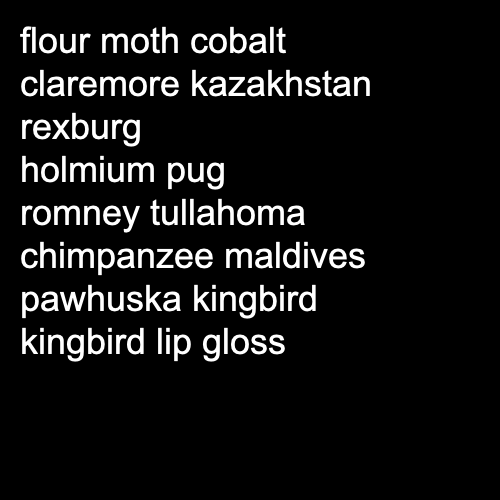 flour moth cobalt
claremore kazakhstan
rexburg
holmium pug
romney tullahoma
chimpanzee maldives
pawhuska kingbird
kingbird lip gloss